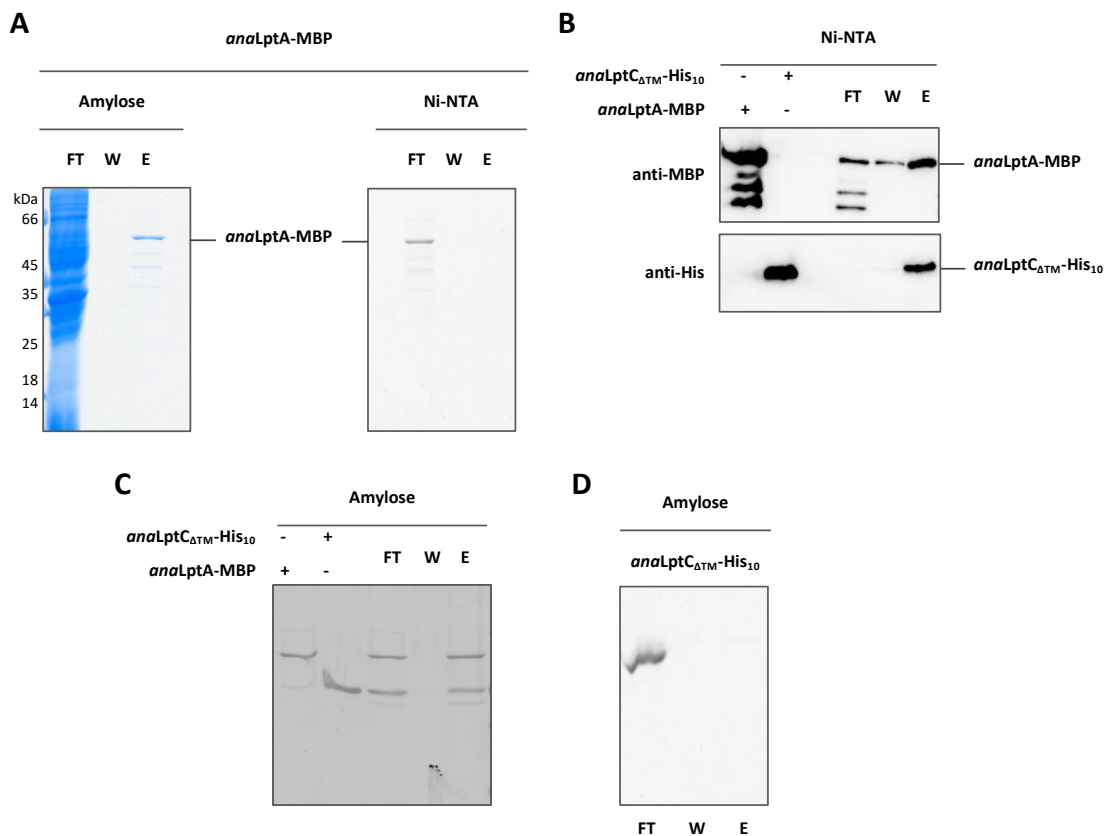 A
anaLptA-MBP
Amylose
Ni-NTA
FT W E
FT W E
kDa
66
45
35
25
18
14
anaLptA-MBP
B
Ni-NTA
anaLptCΔTM-His10 - +
FT W E
anaLptA-MBP + -
anti-MBP
anaLptA-MBP
anti-His
anaLptCΔTM-His10
C
Amylose
anaLptCΔTM-His10 - +
FT W E
anaLptA-MBP + -
D
Amylose
anaLptCΔTM-His10
FT W E